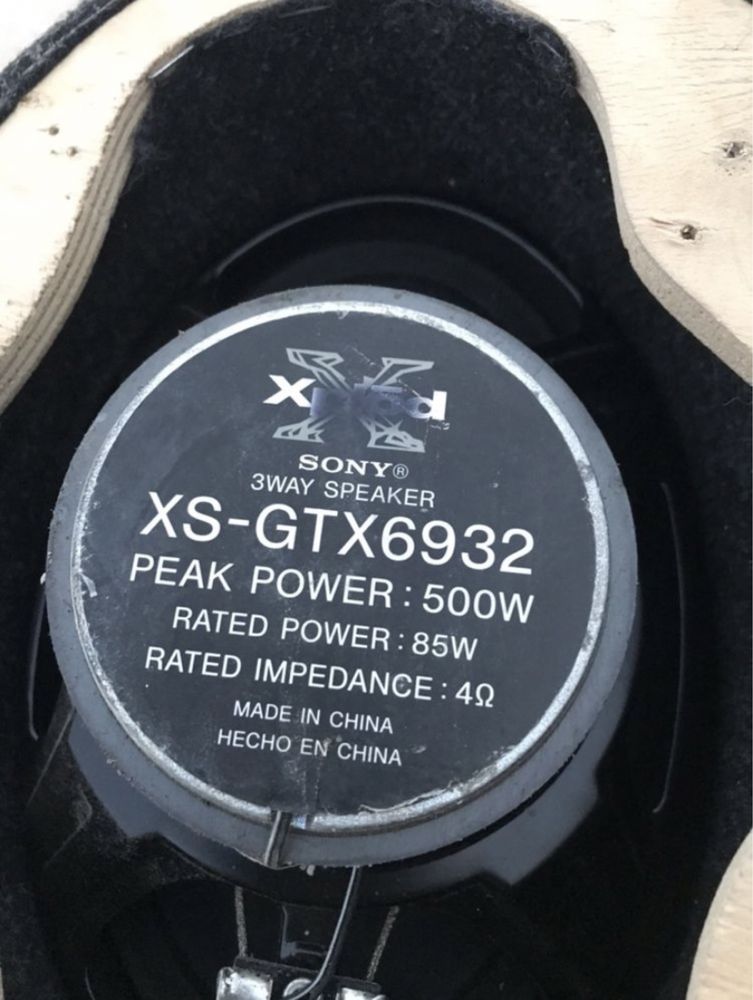 SONY®
3WAY SPEAKER
XS-GTX6932
PEAK POWER : 500W
RATED POWER : 85W
RATED IMPEDANCE : 4Ω
MADE IN CHINA
HECHO EN CHINA